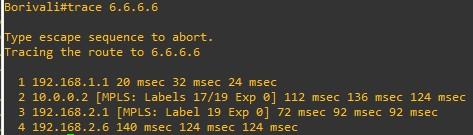 Borivali#trace 6.6.6.6
Type escape sequence to abort.
Tracing the route to 6.6.6.6
1 192.168.1.1 20 msec 32 msec 24 msec
2 10.0.0.2 [MPLS: Labels 17/19 Exp 0] 112 msec 136 msec 124 msec
3 192.168.2.1 [MPLS: Label 19 Exp 0] 72 msec 92 msec 92 msec
4 192.168.2.6 140 msec 124 msec 124 msec